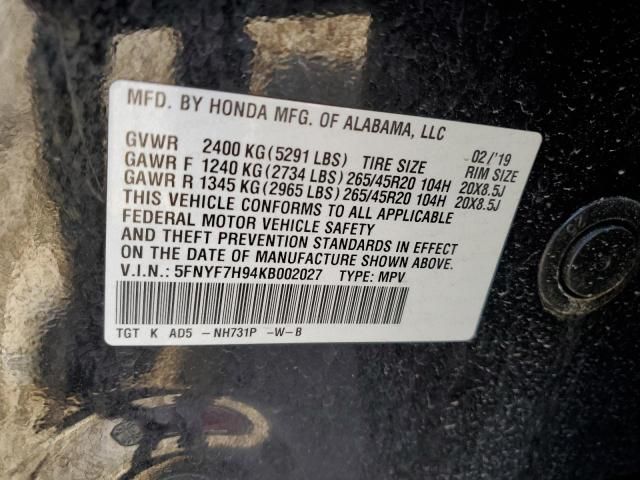 MFD. BY HONDA MFG. OF ALABAMA, LLC
GVWR 2400 KG (5291 LBS) TIRE SIZE 02/'19 RIM SIZE
GAWR F 1240 KG (2734 LBS) 265/45R20 104H 20X8.5J
GAWR R 1345 KG (2965 LBS) 265/45R20 104H 20X8.5J
THIS VEHICLE CONFORMS TO ALL APPLICABLE
FEDERAL MOTOR VEHICLE SAFETY
AND THEFT PREVENTION STANDARDS IN EFFECT
ON THE DATE OF MANUFACTURE SHOWN ABOVE.
V.I.N.: 5FNYF7H94KB002027 TYPE: MPV
TGT K AD5 - NH731P -W-B